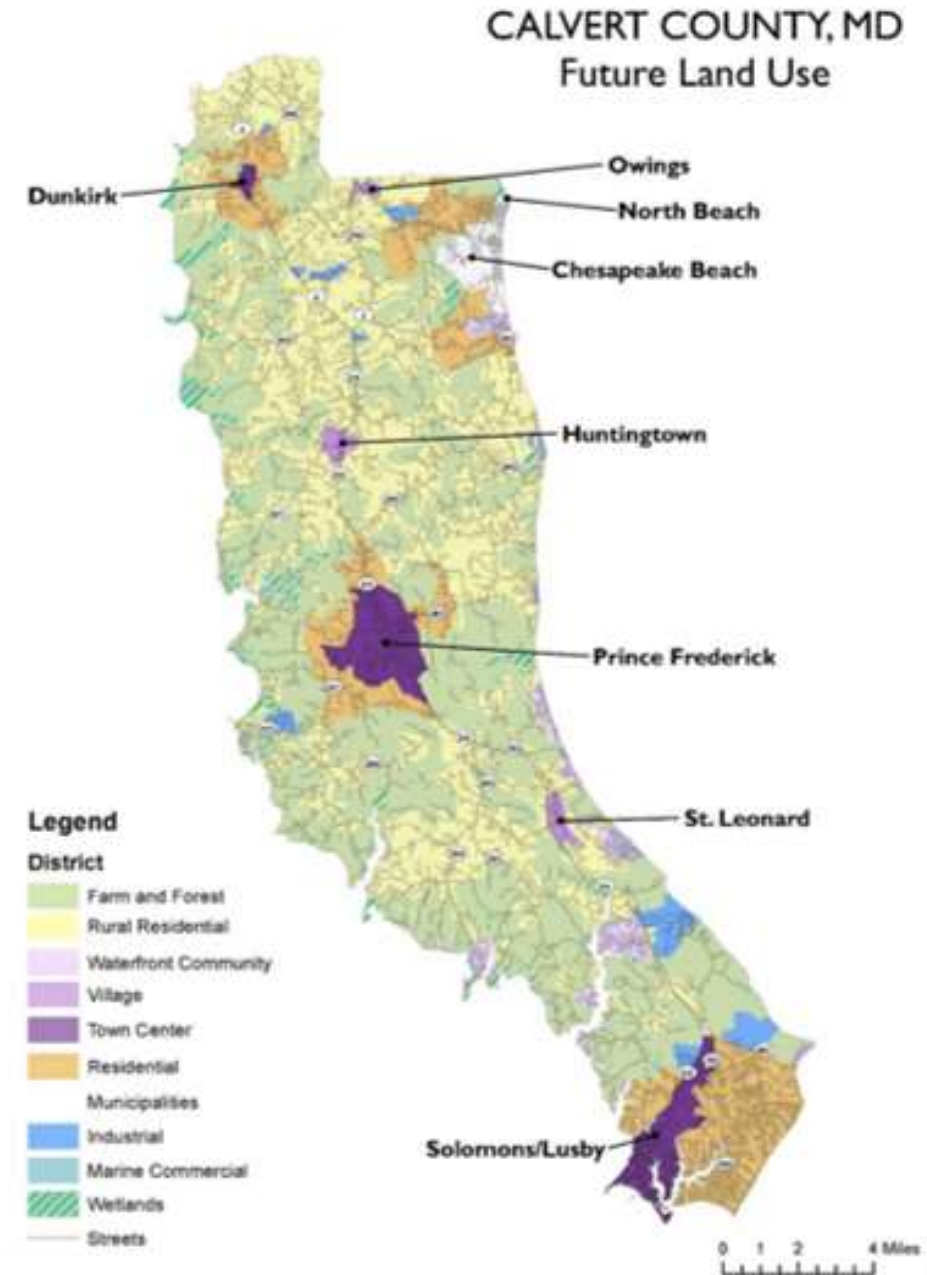 CALVERT COUNTY, MD
Future Land Use
Owings
Dunkirk
North Beach
Chesapeake Beach
Huntingtown
Prince Frederick
St. Leonard
Legend
District
Farm and Forest
Rural Residential
Waterfront Community
Village
Town Center
Residential
Municipalities
Industrial
Marine Commercial
Wetlands
Streets
Solomons/Lusby
0 1 2 4 Miles